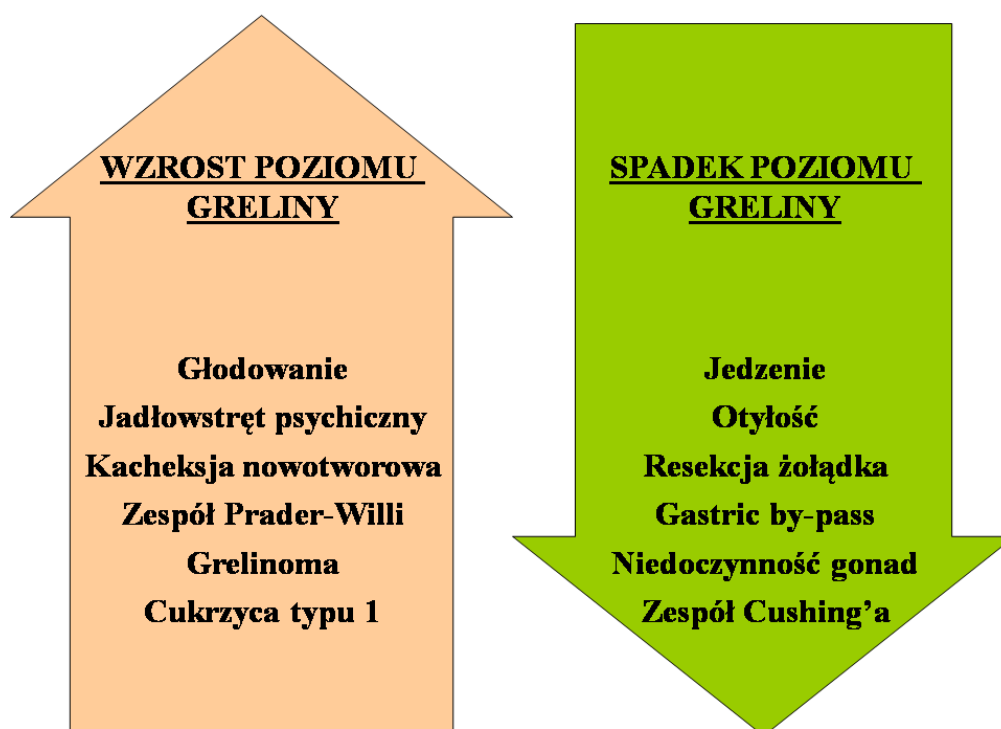 WZROST POZIOMU
GRELINY
Głodowanie
Jadłowstręt psychiczny
Kacheksja nowotworowa
Zespół Prader-Willi
Grelinoma
Cukrzyca typu 1
SPADEK POZIOMU
GRELINY
Jedzenie
Otyłość
Resekcja żołądka
Gastric by-pass
Niedoczynność gonad
Zespół Cushing’a